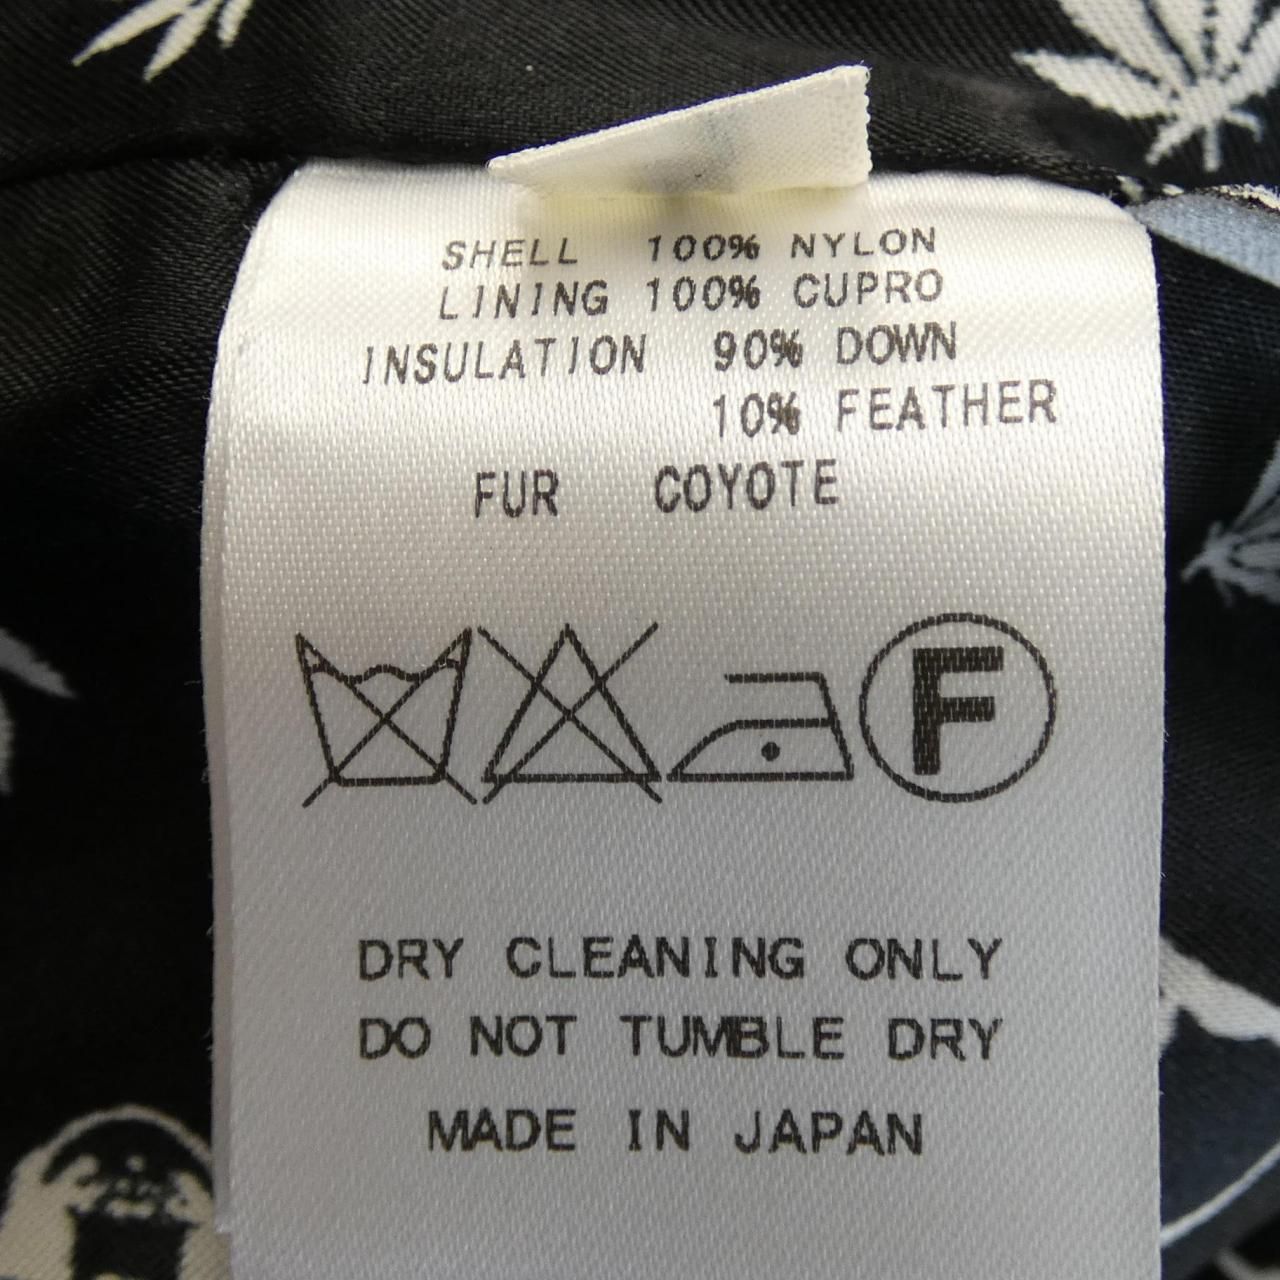 SHELL 100% NYLON
LINING 100% CUPRO
INSULATION 90% DOWN
10% FEATHER
FUR COYOTE
F
DRY CLEANING ONLY
DO NOT TUMBLE DRY
MADE IN JAPAN